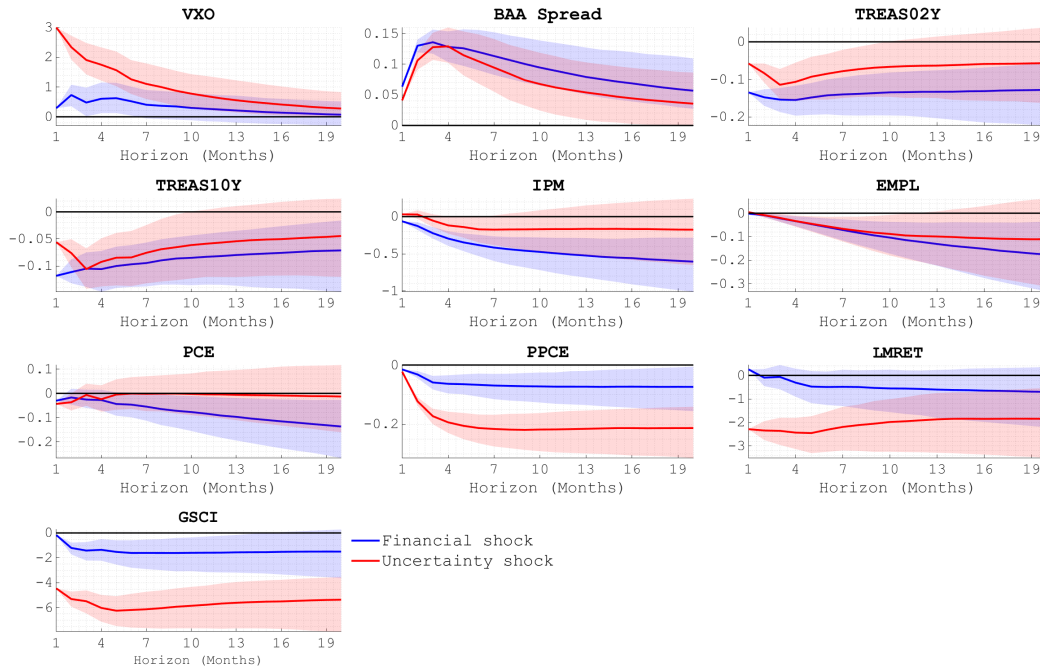 VXO
BAA Spread
TREAS02Y
3
2
1
0
1 4 7 10 13 16 19
Horizon (Months)
0.15
0.1
0.05
0
1 4 7 10 13 16 19
Horizon (Months)
0
-0.1
-0.2
1 4 7 10 13 16 19
Horizon (Months)
TREAS10Y
IPM
EMPL
0
-0.05
-0.1
1 4 7 10 13 16 19
Horizon (Months)
0
-0.5
-1
1 4 7 10 13 16 19
Horizon (Months)
0
-0.1
-0.2
-0.3
1 4 7 10 13 16 19
Horizon (Months)
PCE
PPCE
LMRET
0.1
0
-0.1
-0.2
1 4 7 10 13 16 19
Horizon (Months)
0
-0.2
1 4 7 10 13 16 19
Horizon (Months)
0
-1
-2
-3
1 4 7 10 13 16 19
Horizon (Months)
GSCI
0
-2
-4
-6
1 4 7 10 13 16 19
Horizon (Months)
Financial shock
Uncertainty shock